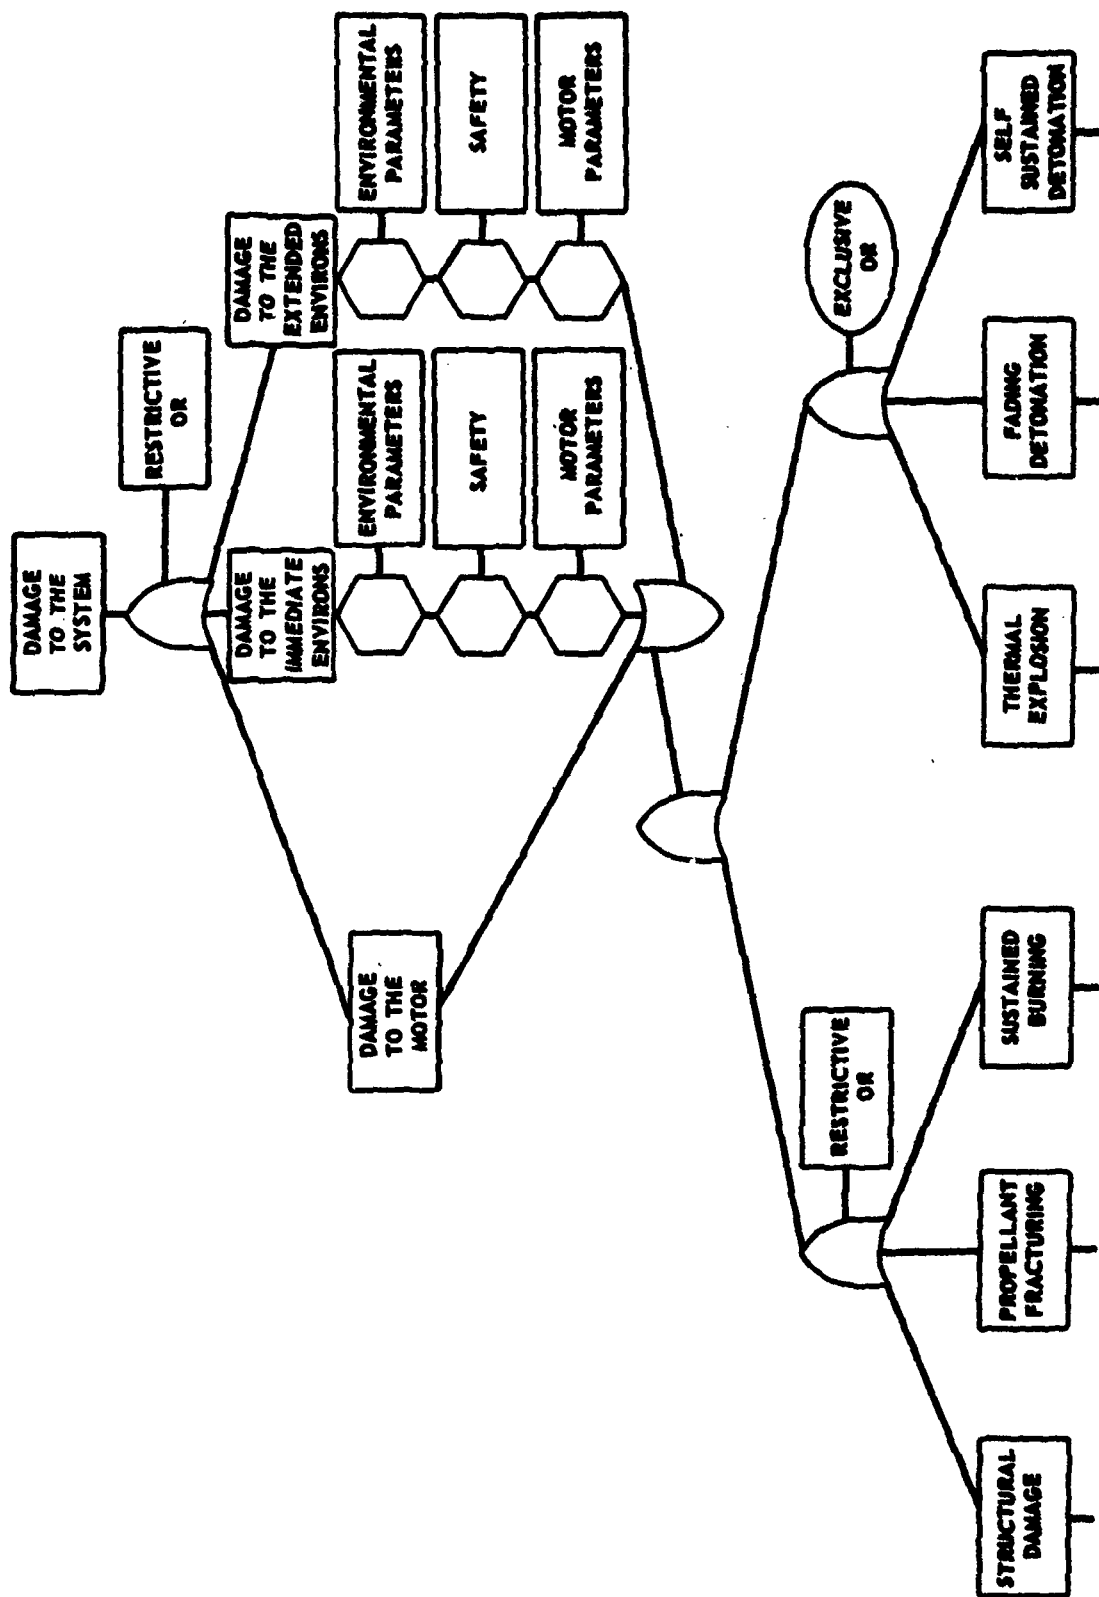 DAMAGE
TO THE
SYSTEM
RESTRICTIVE
OR
DAMAGE
TO THE
MOTOR
DAMAGE
TO THE
IMMEDIATE
ENVIRONS
DAMAGE
TO THE
EXTENDED
ENVIRONS
ENVIRONMENTAL
PARAMETERS
SAFETY
MOTOR
PARAMETERS
ENVIRONMENTAL
PARAMETERS
SAFETY
MOTOR
PARAMETERS
RESTRICTIVE
OR
EXCLUSIVE
OR
STRUCTURAL
DAMAGE
PROPELLANT
FRACTURING
SUSTAINED
BURNING
THERMAL
EXPLOSION
FADING
DETONATION
SELF
SUSTAINED
DETONATION